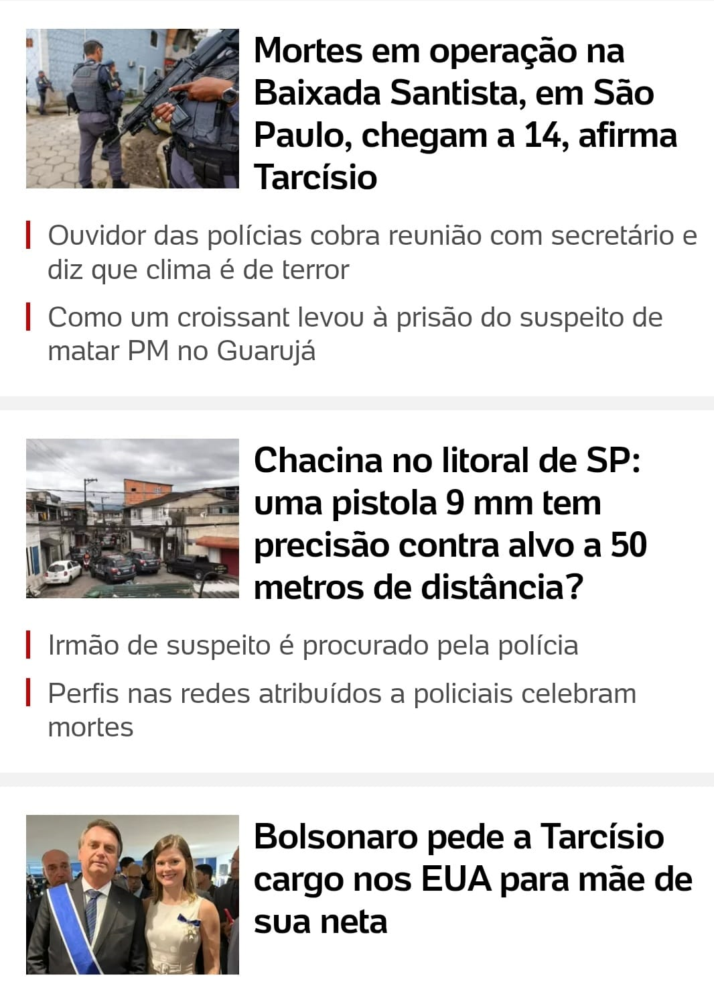 Mortes em operação na
Baixada Santista, em São
Paulo, chegam a 14, afirma
Tarcísio
Ouvidor das polícias cobra reunião com secretário e
diz que clima é de terror
Como um croissant levou à prisão do suspeito de
matar PM no Guarujá
Chacina no litoral de SP:
uma pistola 9 mm tem
precisão contra alvo a 50
metros de distância?
Irmão de suspeito é procurado pela polícia
Perfis nas redes atribuídos a policiais celebram
mortes
Bolsonaro pede a Tarcísio
cargo nos EUA para mãe de
sua neta